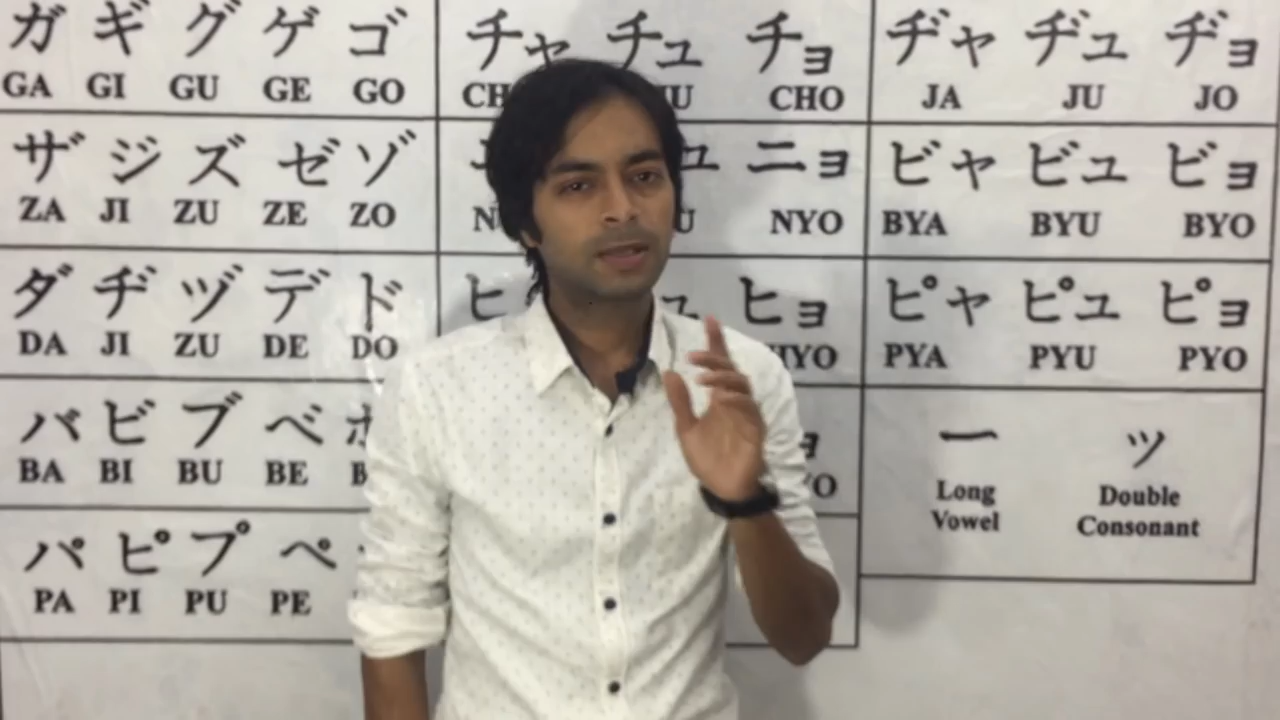 ガ ギ グ ゲ ゴ
GA GI GU GE GO
ザ ジ ズ ゼ ゾ
ZA JI ZU ZE ZO
ダ ヂ ヅ デ ド
DA JI ZU DE DO
バ ビ ブ ベ
BA BI BU BE
パ ピ プ ペ
PA PI PU PE
チャ チュ チョ
CHO
ニョ
NYO
ヒョ
ヂャ ヂュ ヂョ
JA JU JO
ビャ ビュ ビョ
BYA BYU BYO
ピャ ピュ ピョ
PYA PYU PYO
ー ッ
Long Double
Vowel Consonant